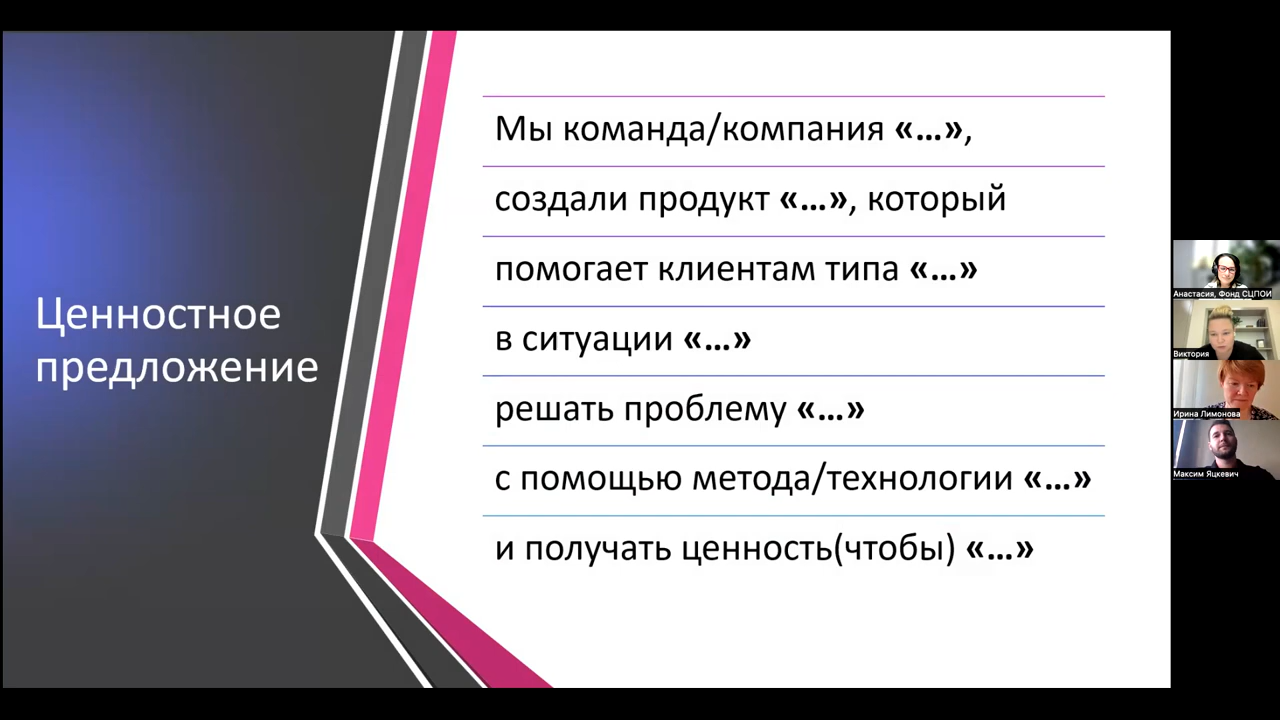 Ценностное
предложение
Мы команда/компания «…»,
создали продукт «…», который
помогает клиентам типа «…»
в ситуации «…»
решать проблему «…»
с помощью метода/технологии «…»
и получать ценность(чтобы) «…»
Анастасия, Фонд СЦПОИ
Виктория
Ирина Лимонова
Максим Яцкевич